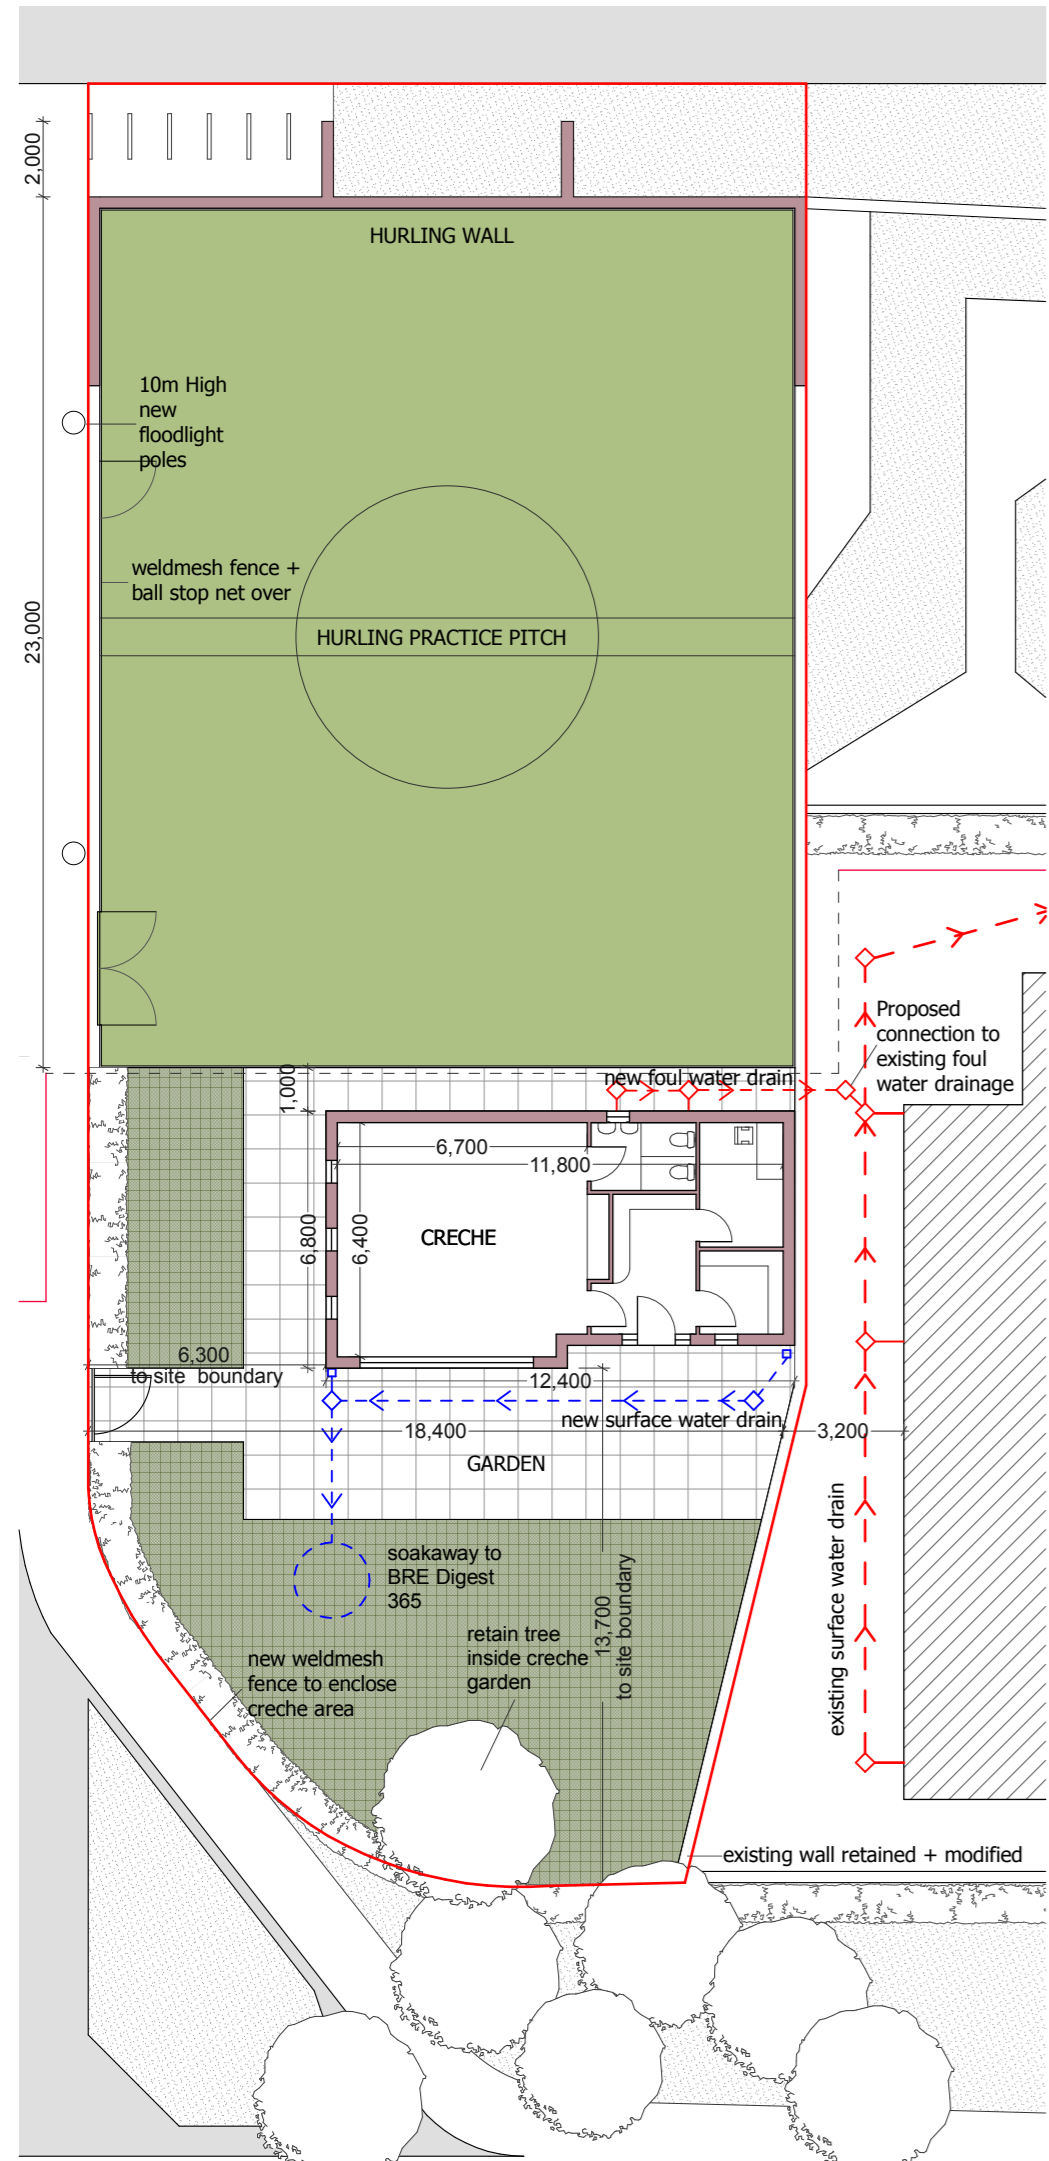 2,000
HURLING WALL
10m High
new
floodlight
poles
weldmesh fence +
ball stop net over
23,000
HURLING PRACTICE PITCH
Proposed
connection to
existing foul
water drainage
1,000
new foul water drain
6,700
11,800
6,800
6,400
CRECHE
6,300
to site boundary
12,400
new surface water drain
18,400
3,200
GARDEN
existing surface water drain
soakaway to
BRE Digest
365
13,700
to site boundary
retain tree
inside creche
garden
new weldmesh
fence to enclose
creche area
existing wall retained + modified